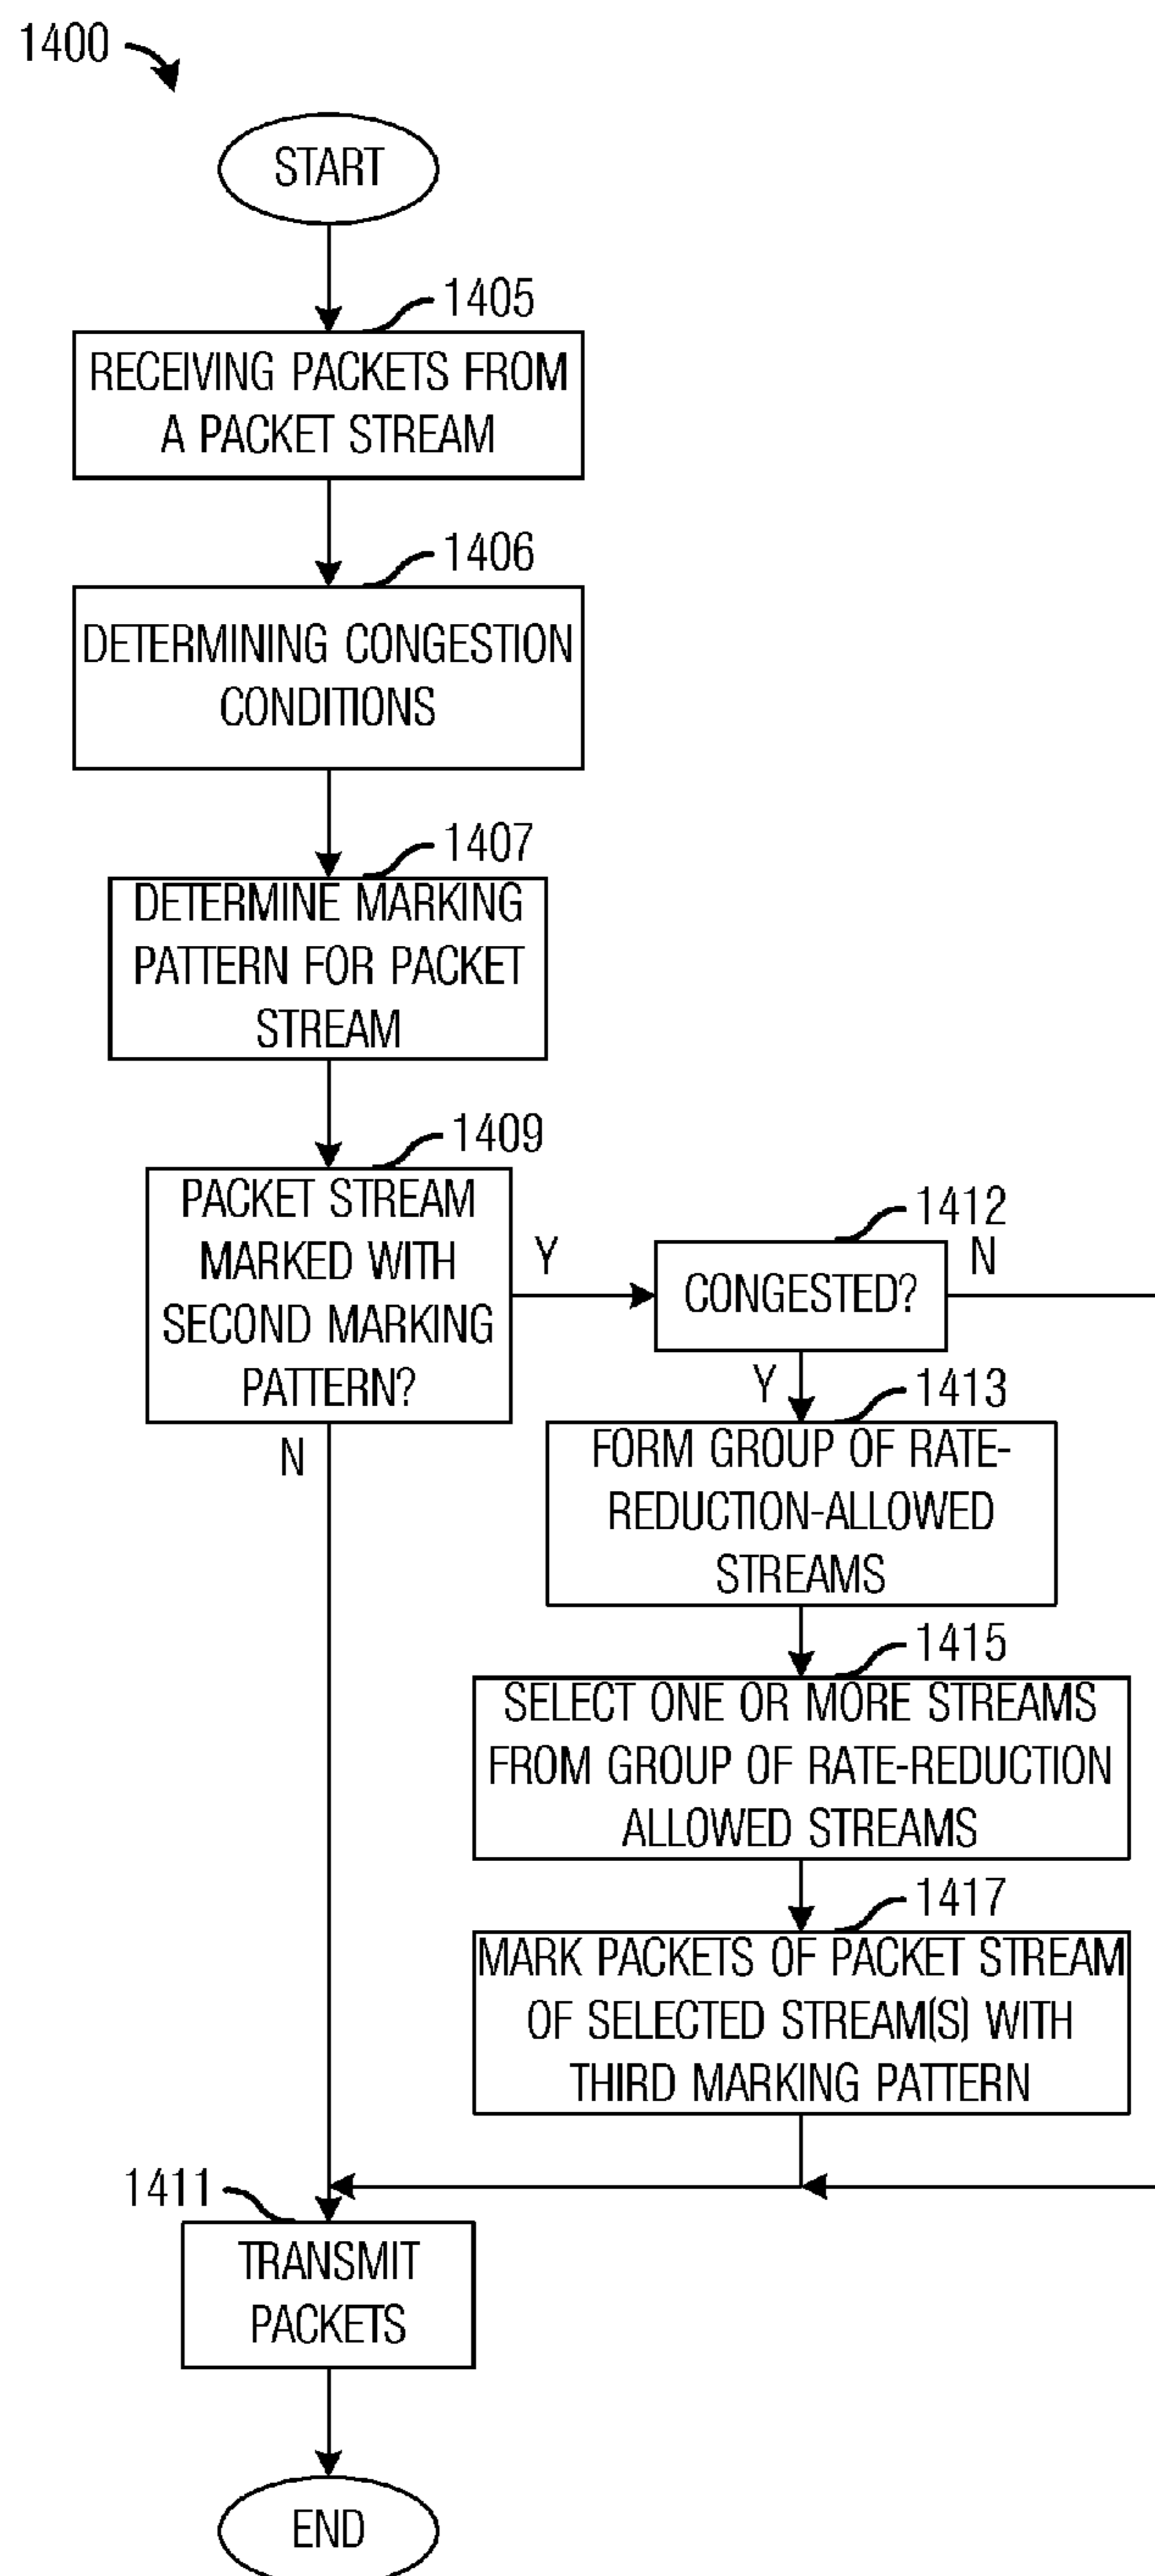 1400
START
1405
RECEIVING PACKETS FROM
A PACKET STREAM
1406
DETERMINING CONGESTION
CONDITIONS
1407
DETERMINE MARKING
PATTERN FOR PACKET
STREAM
1409
PACKET STREAM
MARKED WITH
SECOND MARKING
PATTERN?
Y
N
1412
CONGESTED?
N
Y
1413
FORM GROUP OF RATE-
REDUCTION-ALLOWED
STREAMS
1415
SELECT ONE OR MORE STREAMS
FROM GROUP OF RATE-REDUCTION
ALLOWED STREAMS
1417
MARK PACKETS OF PACKET STREAM
OF SELECTED STREAM(S) WITH
THIRD MARKING PATTERN
1411
TRANSMIT
PACKETS
END